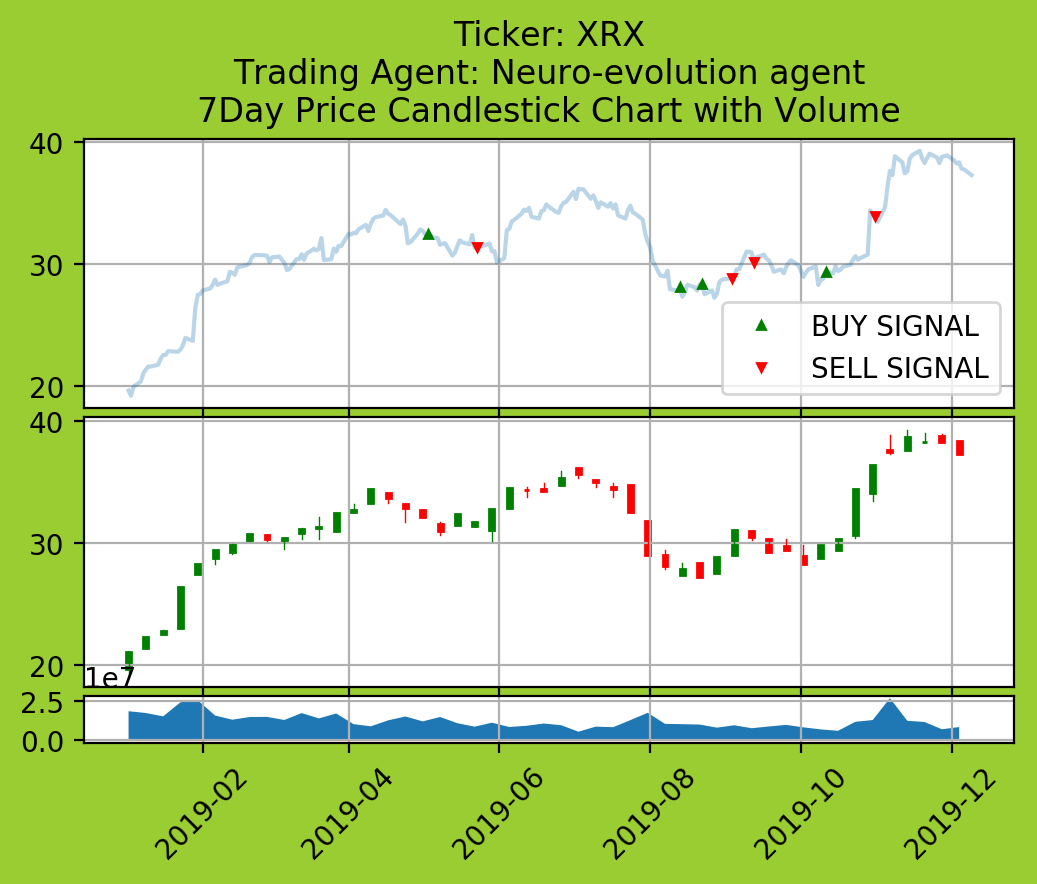 Ticker: XRX
Trading Agent: Neuro-evolution agent
7Day Price Candlestick Chart with Volume
40
30
20
BUY SIGNAL
SELL SIGNAL
40
30
20
1e7
2.5
0.0
2019-02
2019-04
2019-06
2019-08
2019-10
2019-12